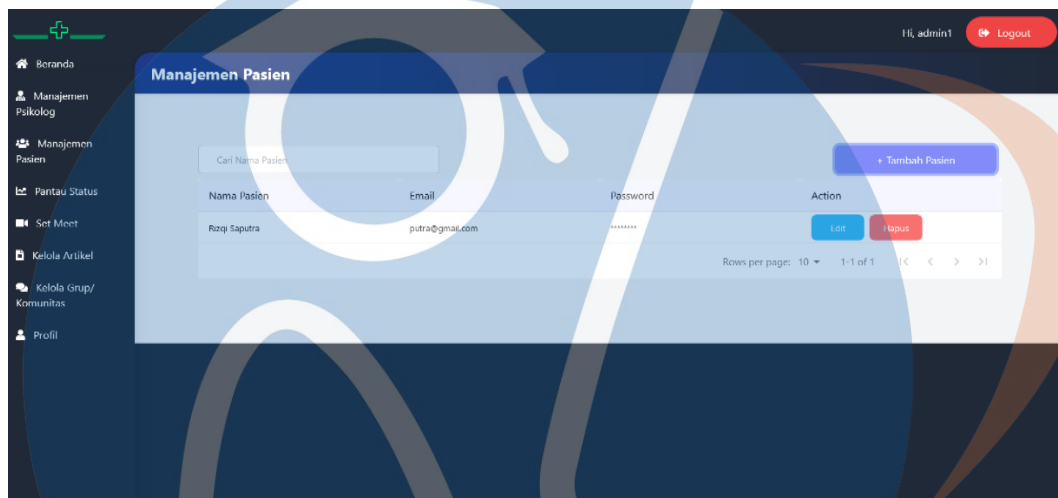 Hi, admin1
Logout
Beranda
Manajemen
Psikolog
Manajemen
Pasien
Pantau Status
Set Meet
Kelola Artikel
Kelola Grup/
Komunitas
Profil
Manajemen Pasien
Cari Nama Pasien
+ Tambah Pasien
Nama Pasien Email Password Action
Rizqi Saputra putra@gmail.com ******** Edit Hapus
Rows per page: 10 1-1 of 1